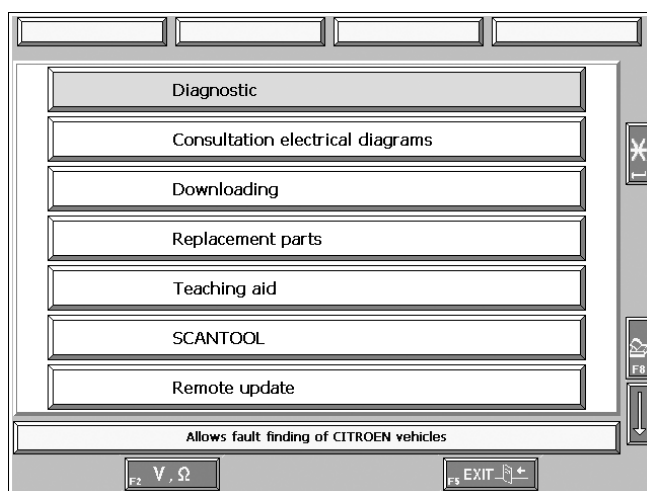 Diagnostic
Consultation electrical diagrams
Downloading
Replacement parts
Teaching aid
SCANTOOL
F8
Remote update
Allows fault finding of CITROEN vehicles
F2 V , Ω
F5 EXIT